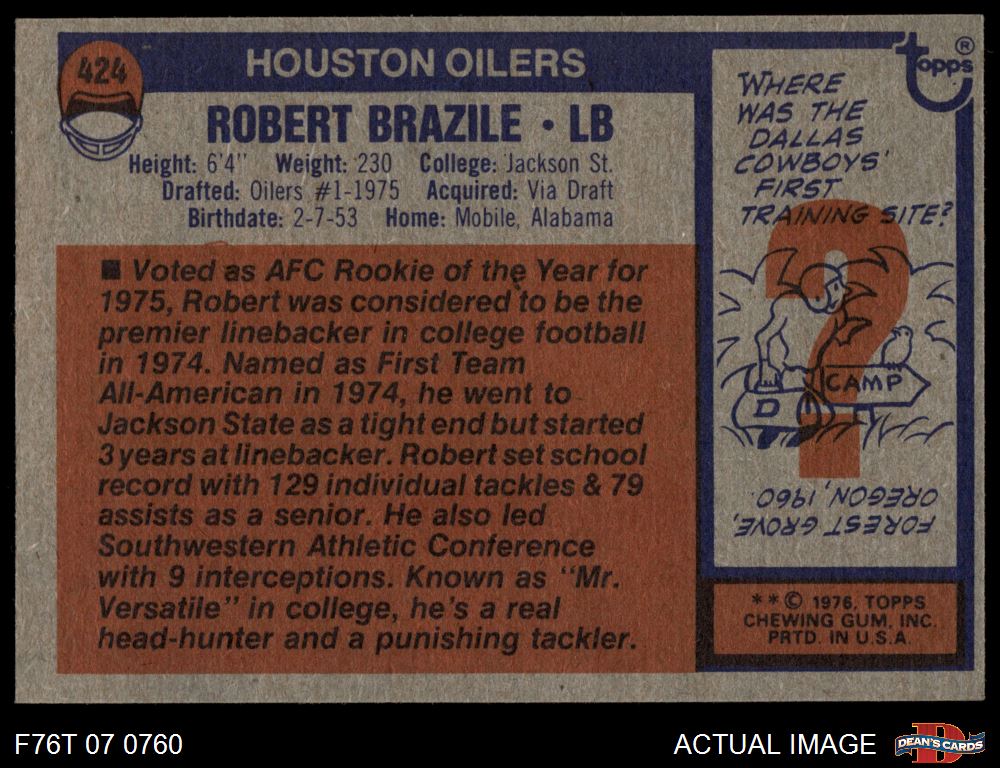 424
HOUSTON OILERS
ROBERT BRAZILE • LB
Height: 6'4" Weight: 230 College: Jackson St.
Drafted: Oilers #1-1975 Acquired: Via Draft
Birthdate: 2-7-53 Home: Mobile, Alabama
■ Voted as AFC Rookie of the Year for
1975, Robert was considered to be the
premier linebacker in college football
in 1974. Named as First Team
All-American in 1974, he went to
Jackson State as a tight end but started
3 years at linebacker. Robert set school
record with 129 individual tackles & 79
assists as a senior. He also led
Southwestern Athletic Conference
with 9 interceptions. Known as "Mr.
Versatile" in college, he's a real
head-hunter and a punishing tackler.
topps ®
WHERE
WAS THE
DALLAS
COWBOYS'
FIRST
TRAINING SITE?
?
CAMP
D
FOREST GROVE,
OREGON, 1960.
**© 1976, TOPPS
CHEWING GUM, INC.
PRTD. IN U.S.A.
F76T 07 0760
ACTUAL IMAGE
D
DEAN'S CARDS